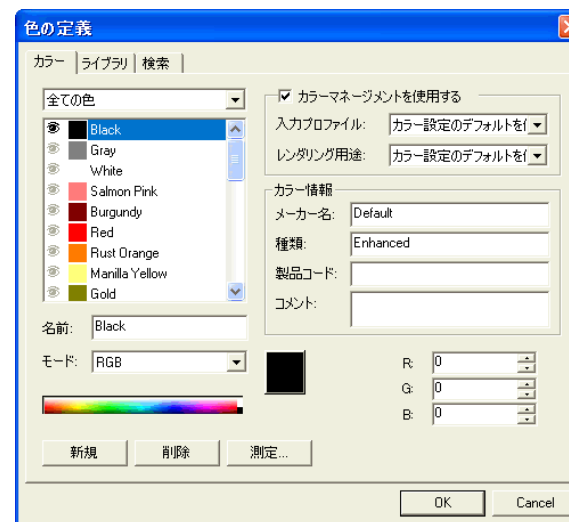 色の定義
カラー ライブラリ 検索
全ての色
Black
Gray
White
Salmon Pink
Burgundy
Red
Rust Orange
Manilla Yellow
Gold
名前: Black
モード: RGB
新規 削除 測定...
カラーマネージメントを使用する
入力プロファイル: カラー設定のデフォルトを
レンダリング用途: カラー設定のデフォルトを
カラー情報
メーカー名: Default
種類: Enhanced
製品コード:
コメント:
R: 0
G: 0
B: 0
OK Cancel